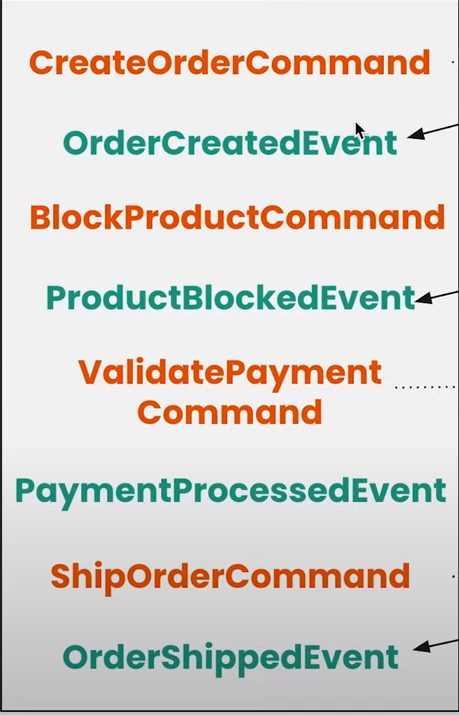 CreateOrderCommand
OrderCreatedEvent
BlockProductCommand
ProductBlockedEvent
ValidatePayment
Command
PaymentProcessedEvent
ShipOrderCommand
OrderShippedEvent